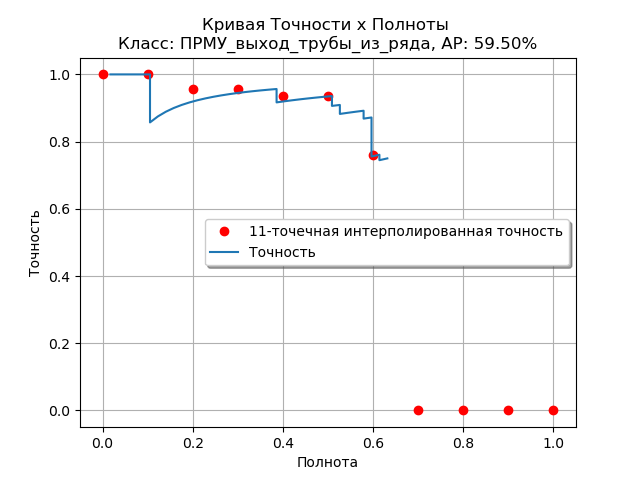 Кривая Точности x Полноты
Класс: ПРМУ_выход_трубы_из_ряда, AP: 59.50%
1.0
0.8
0.6
0.4
0.2
0.0
Точность
11-точечная интерполированная точность
Точность
0.0 0.2 0.4 0.6 0.8 1.0
Полнота